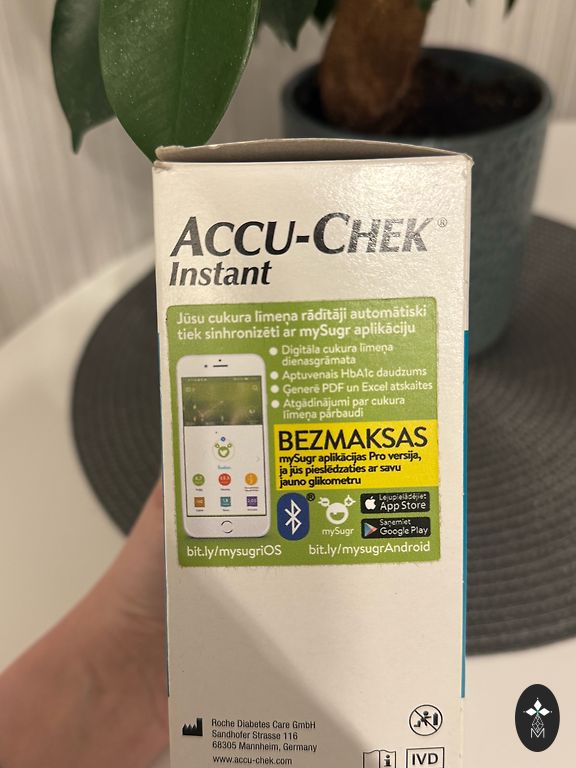 ACCU-CHEK®
Instant
Jūsu cukura līmeņa rādītāji automātiski
tiek sinhronizēti ar mySugr aplikāciju
Digitāla cukura līmeņa
dienasgrāmata
Aptuvenais HbA1c daudzums
Ģenerē PDF un Excel atskaites
Atgādinājumi par cukura
līmeņa pārbaudi
BEZMAKSAS
mySugr aplikācijas Pro versija,
ja jūs pieslēdzaties ar savu
jauno glikometru
®
mySugr
Lejupielādējiet
App Store
Saņemiet
Google Play
bit.ly/mysugriOS
bit.ly/mysugrAndroid
Roche Diabetes Care GmbH
Sandhofer Strasse 116
68305 Mannheim, Germany
www.accu-chek.com
IVD